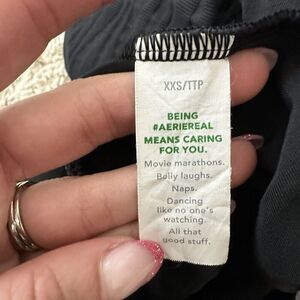 XXS/TTP
BEING
#AERIEREAL
MEANS CARING
FOR YOU.
Movie marathons.
Belly laughs.
Naps.
Dancing
like no one's
watching.
All that
good stuff.